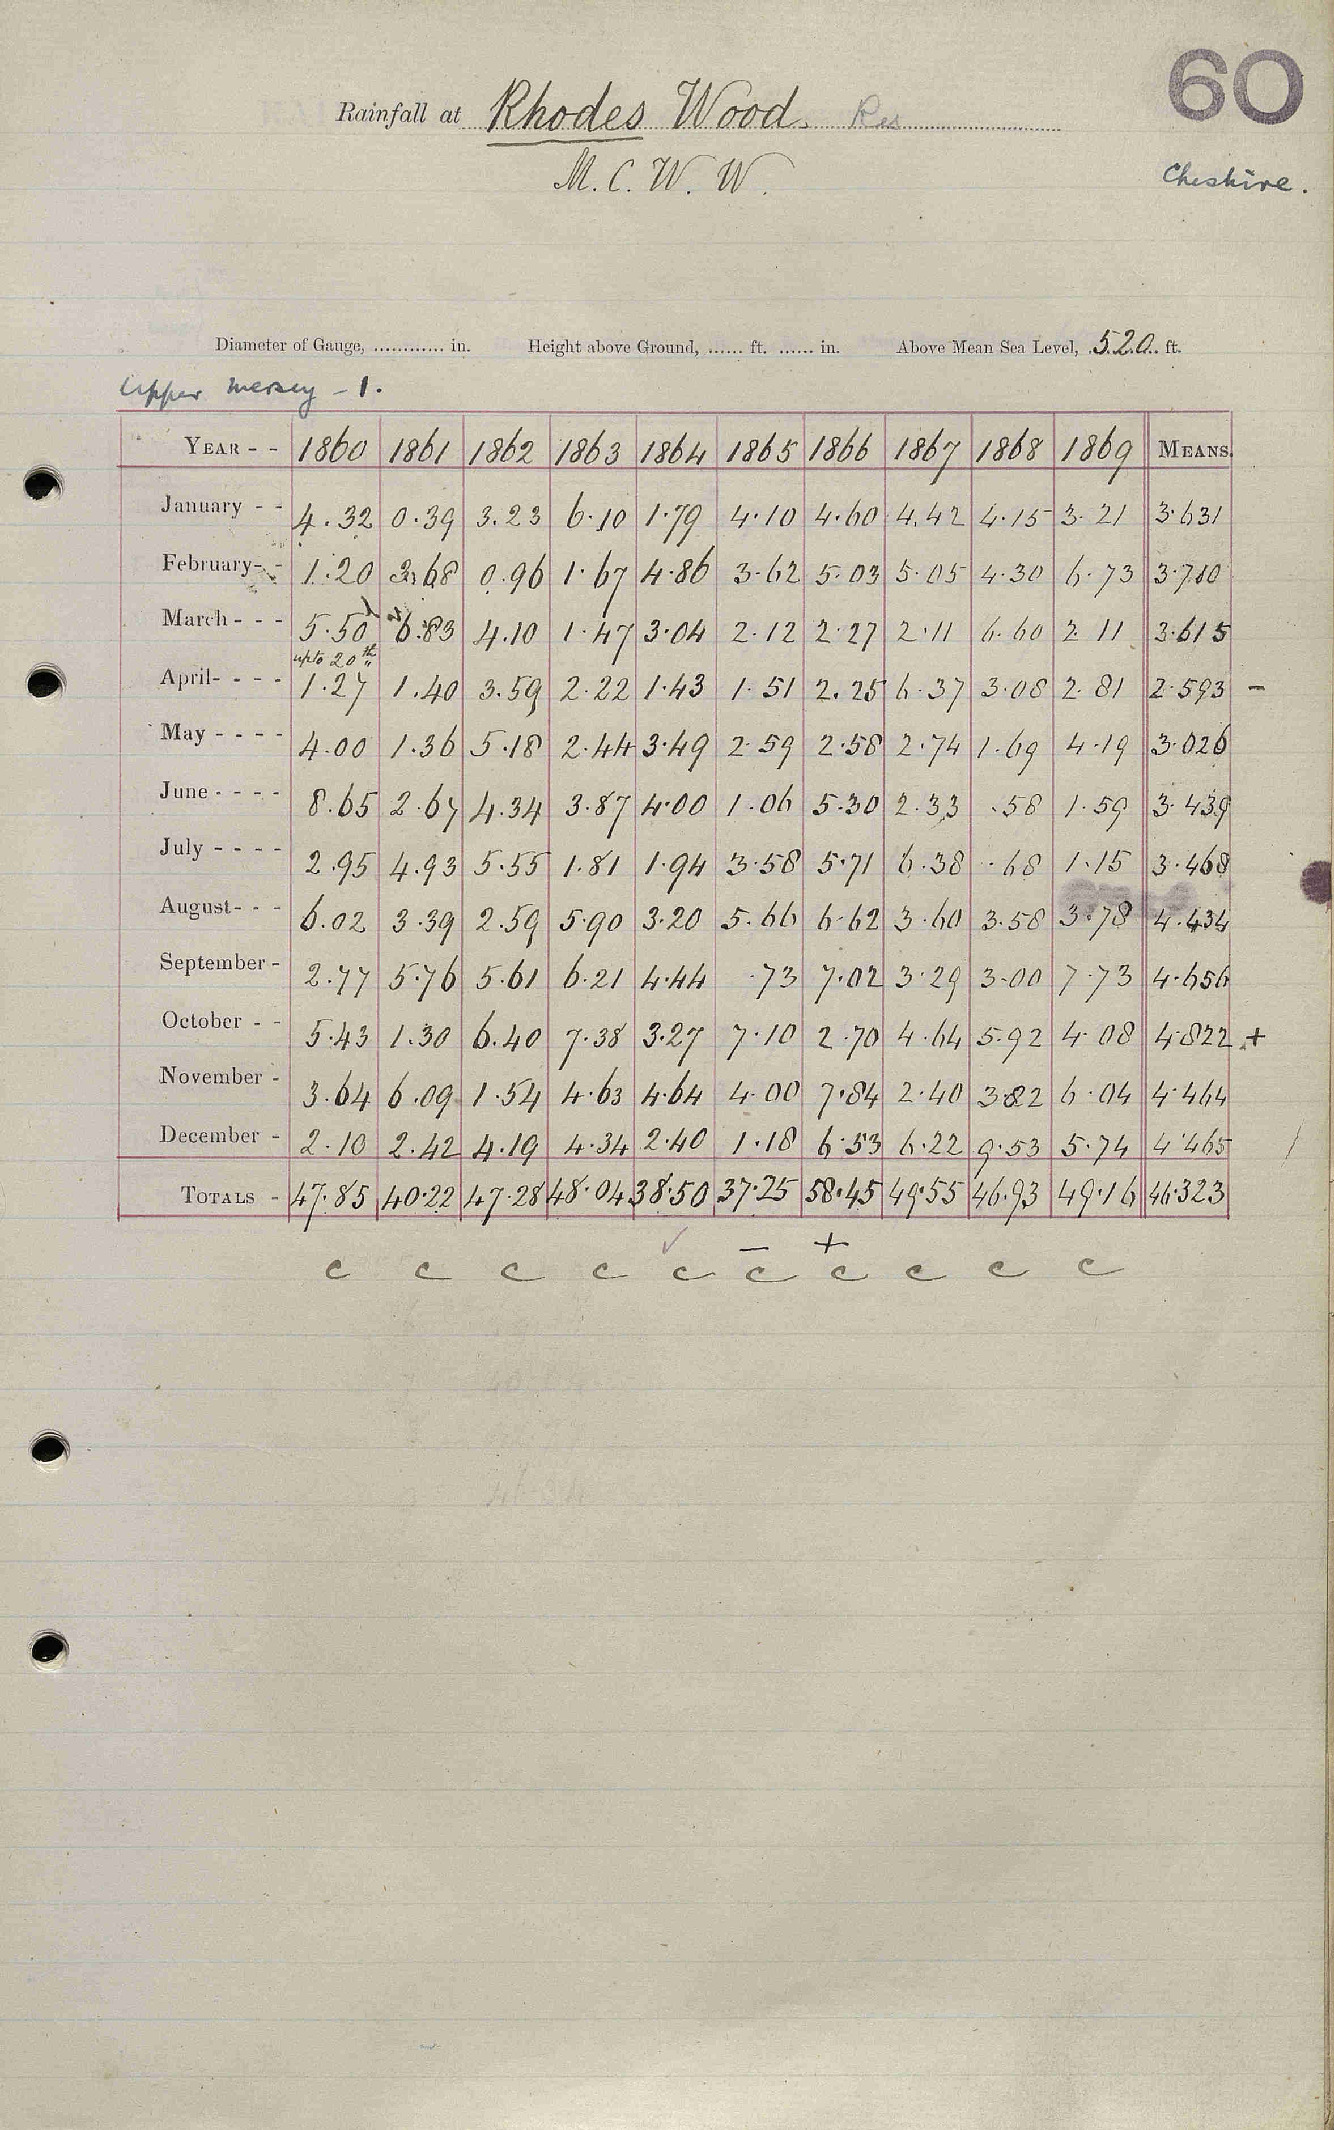 60
Rainfall at Rhodes Wood. Res
M. C. W. W.
Cheshire.
Diameter of Gauge, ............ in. Height above Ground, ...... ft. ...... in. Above Mean Sea Level, 520 ft.
Upper Mersey - 1.
YEAR - - 1860 1861 1862 1863 1864 1865 1866 1867 1868 1869 MEANS.
January - - 4.32 0.39 3.23 6.10 1.79 4.10 4.60 4.42 4.15 3.21 3.631
February - - 1.20 3.68 0.96 1.67 4.86 3.62 5.03 5.05 4.30 6.73 3.710
March - - - 5.50 6.83 4.10 1.47 3.04 2.12 2.27 2.11 6.60 2.11 3.615
upto 20th
April - - - - 1.27 1.40 3.59 2.22 1.43 1.51 2.25 6.37 3.08 2.81 2.593 -
May - - - - 4.00 1.36 5.18 2.44 3.49 2.59 2.58 2.74 1.69 4.19 3.026
June - - - - 8.65 2.67 4.34 3.87 4.00 1.06 5.30 2.33 .58 1.59 3.439
July - - - - 2.95 4.93 5.55 1.81 1.94 3.58 5.71 6.38 .68 1.15 3.468
August - - - 6.02 3.39 2.59 5.90 3.20 5.66 6.62 3.60 3.58 3.78 4.434
September - 2.77 5.76 5.61 6.21 4.44 .73 7.02 3.29 3.00 7.73 4.656
October - - 5.43 1.30 6.40 7.38 3.27 7.10 2.70 4.64 5.92 4.08 4.822 +
November - 3.64 6.09 1.54 4.63 4.64 4.00 7.84 2.40 3.82 6.04 4.464
December - 2.10 2.42 4.19 4.34 2.40 1.18 6.53 6.22 9.53 5.74 4.465
TOTALS - 47.85 40.22 47.28 48.04 38.50 37.25 58.45 49.55 46.93 49.16 46.323
✓ - +
c c c c c c c c c c